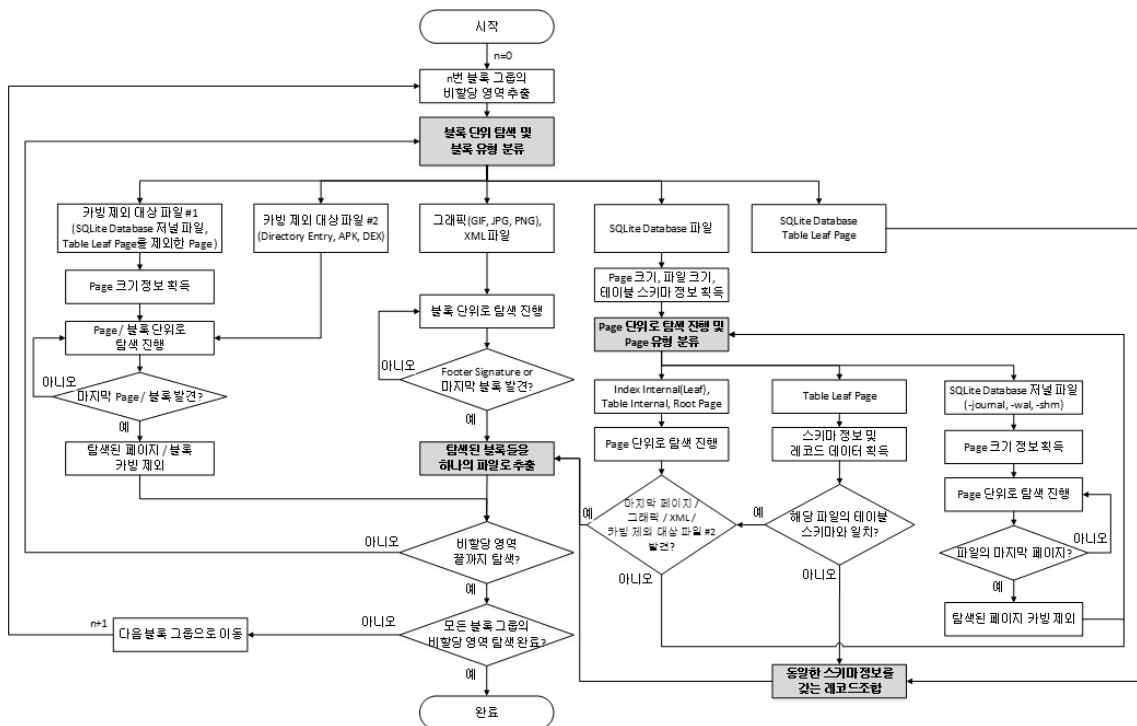 시작
n=0
n번 블록 그룹의
비할당 영역 추출
블록 단위 탐색 및
블록 유형 분류
카빙 제외 대상 파일 #1
(SQLite Database 저널 파일,
Table Leaf Page를 제외한 Page)
카빙 제외 대상 파일 #2
(Directory Entry, APK, DEX)
그래픽(GIF, JPG, PNG),
XML 파일
SQLite Database 파일
SQLite Database
Table Leaf Page
Page 크기 정보 획득
Page 크기, 파일 크기,
테이블 스키마 정보 획득
Page / 블록 단위로
탐색 진행
블록 단위로 탐색 진행
Page 단위로 탐색 진행 및
Page 유형 분류
아니오
마지막 Page / 블록 발견?
예
아니오
Footer Signature or
마지막 블록 발견?
예
Index Internal(Leaf),
Table Internal, Root Page
Table Leaf Page
SQLite Database 저널 파일
(-journal, -wal, -shm)
탐색된 페이지 / 블록
카빙 제외
탐색된 블록들을
하나의 파일로 추출
Page 단위로 탐색 진행
스키마 정보 및
레코드 데이터 획득
Page 크기 정보 획득
Page 단위로 탐색 진행
예
마지막 페이지 /
그래픽 / XML /
카빙 제외 대상 파일 #2
발견?
아니오
예
해당 파일의 테이블
스키마와 일치?
아니오
파일의 마지막 페이지?
아니오
예
탐색된 페이지 카빙 제외
아니오
비할당 영역
끝까지 탐색?
예
n+1
다음 블록 그룹으로 이동
아니오
모든 블록 그룹의
비할당 영역 탐색 완료?
예
동일한 스키마 정보를
갖는 레코드조합
완료